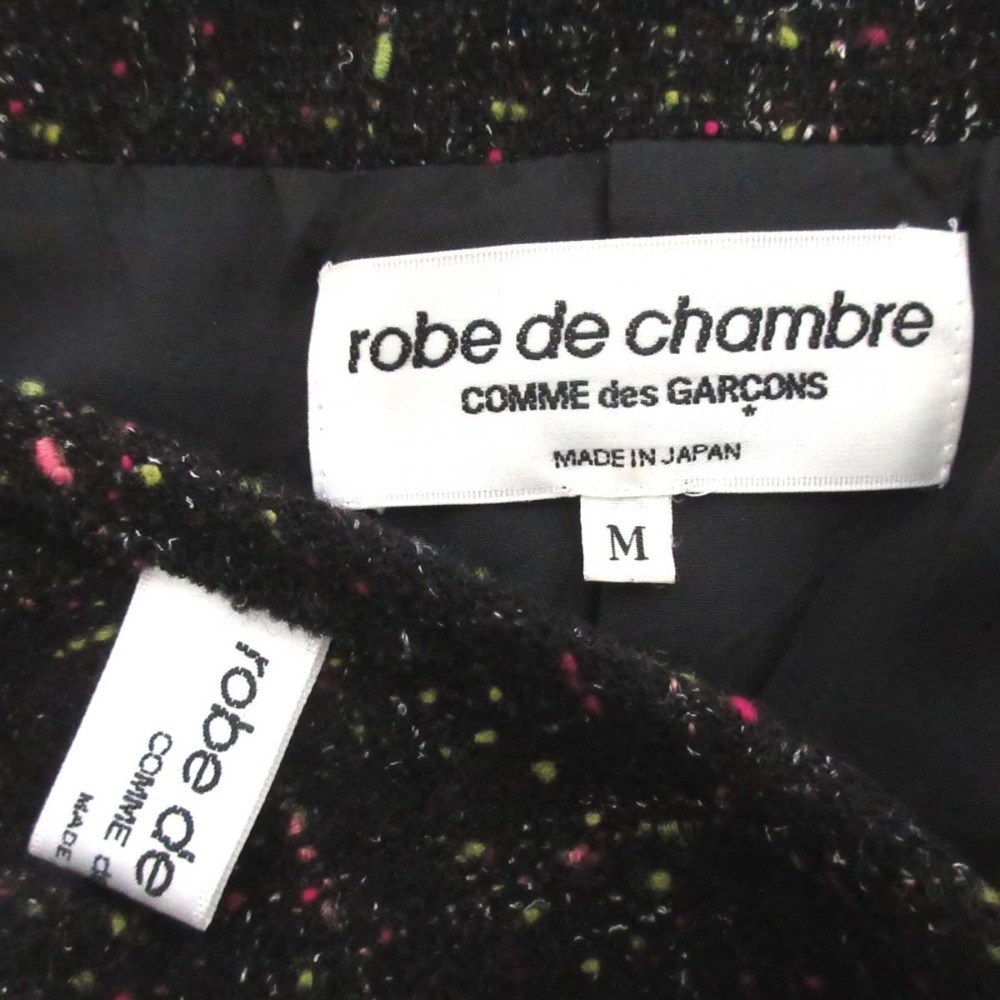 robe de chambre
COMME des GARÇONS
*
MADE IN JAPAN
M
robe de
COMME
MADE